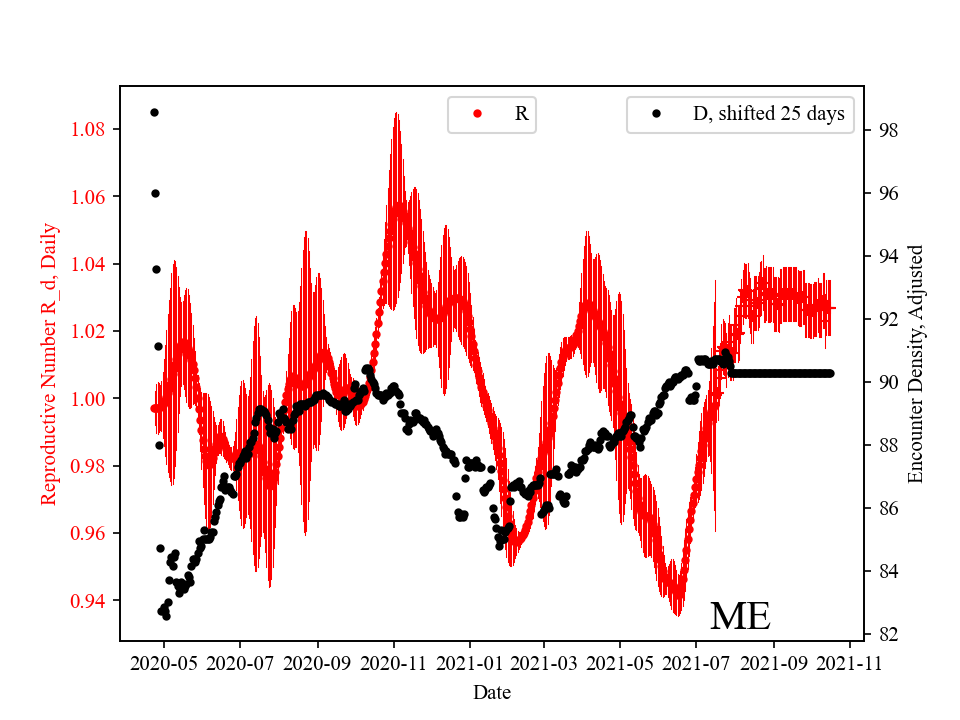 R
D, shifted 25 days
1.08
1.06
1.04
1.02
1.00
0.98
0.96
0.94
Reproductive Number R_d, Daily
98
96
94
92
90
88
86
84
82
Encounter Density, Adjusted
ME
2020-05 2020-07 2020-09 2020-11 2021-01 2021-03 2021-05 2021-07 2021-09 2021-11
Date